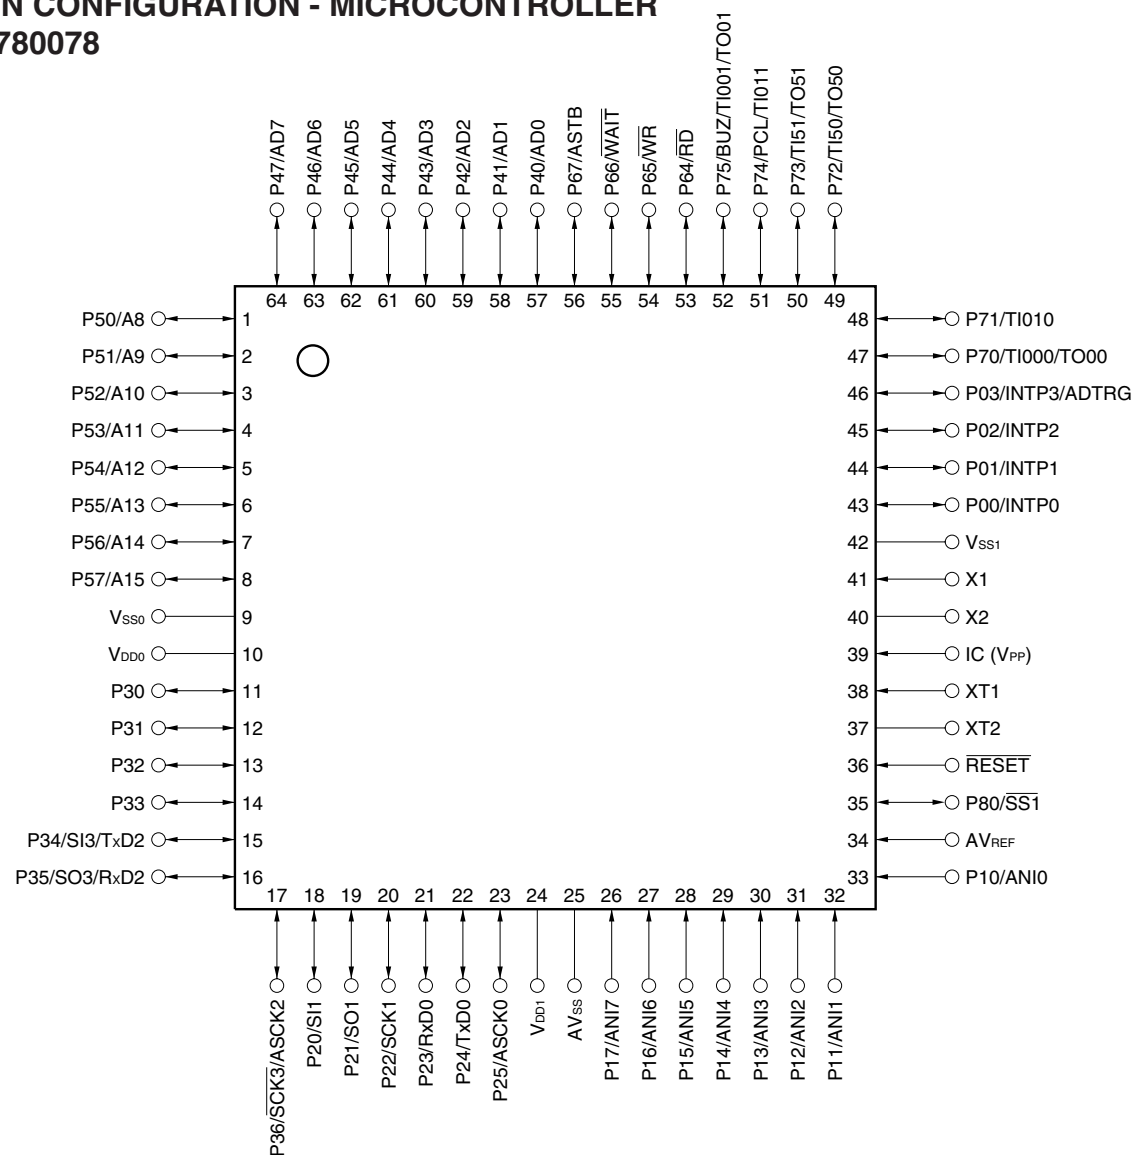 N CONFIGURATION - MICROCONTROLLER
780078
P47/AD7
P46/AD6
P45/AD5
P44/AD4
P43/AD3
P42/AD2
P41/AD1
P40/AD0
P67/ASTB
P66/WAIT
P65/WR
P64/RD
P75/BUZ/TI001/TO01
P74/PCL/TI011
P73/TI51/TO51
P72/TI50/TO50
64 63 62 61 60 59 58 57 56 55 54 53 52 51 50 49
P50/A8 1
P51/A9 2
P52/A10 3
P53/A11 4
P54/A12 5
P55/A13 6
P56/A14 7
P57/A15 8
VSS0 9
VDD0 10
P30 11
P31 12
P32 13
P33 14
P34/SI3/TxD2 15
P35/SO3/RxD2 16
48 P71/TI010
47 P70/TI000/TO00
46 P03/INTP3/ADTRG
45 P02/INTP2
44 P01/INTP1
43 P00/INTP0
42 VSS1
41 X1
40 X2
39 IC (VPP)
38 XT1
37 XT2
36 RESET
35 P80/SS1
34 AVREF
33 P10/ANI0
17 18 19 20 21 22 23 24 25 26 27 28 29 30 31 32
P36/SCK3/ASCK2
P20/SI1
P21/SO1
P22/SCK1
P23/RxD0
P24/TxD0
P25/ASCK0
VDD1
AVSS
P17/ANI7
P16/ANI6
P15/ANI5
P14/ANI4
P13/ANI3
P12/ANI2
P11/ANI1